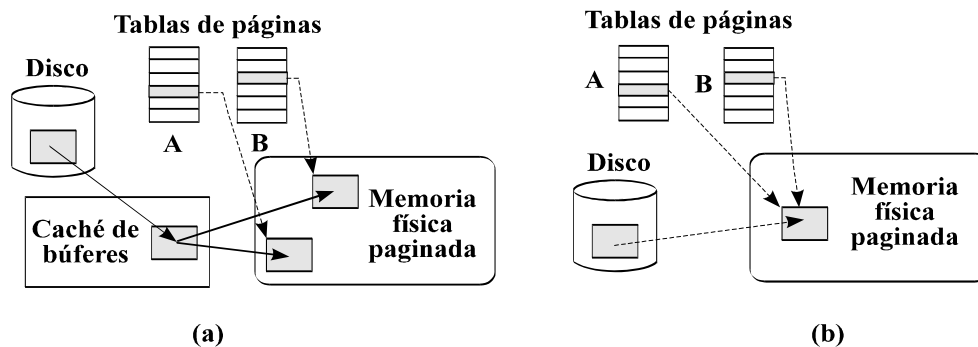 Tablas de páginas
Disco
A
B
Caché de
búferes
Memoria
física
paginada
(a)
Tablas de páginas
A
B
Disco
Memoria
física
paginada
(b)